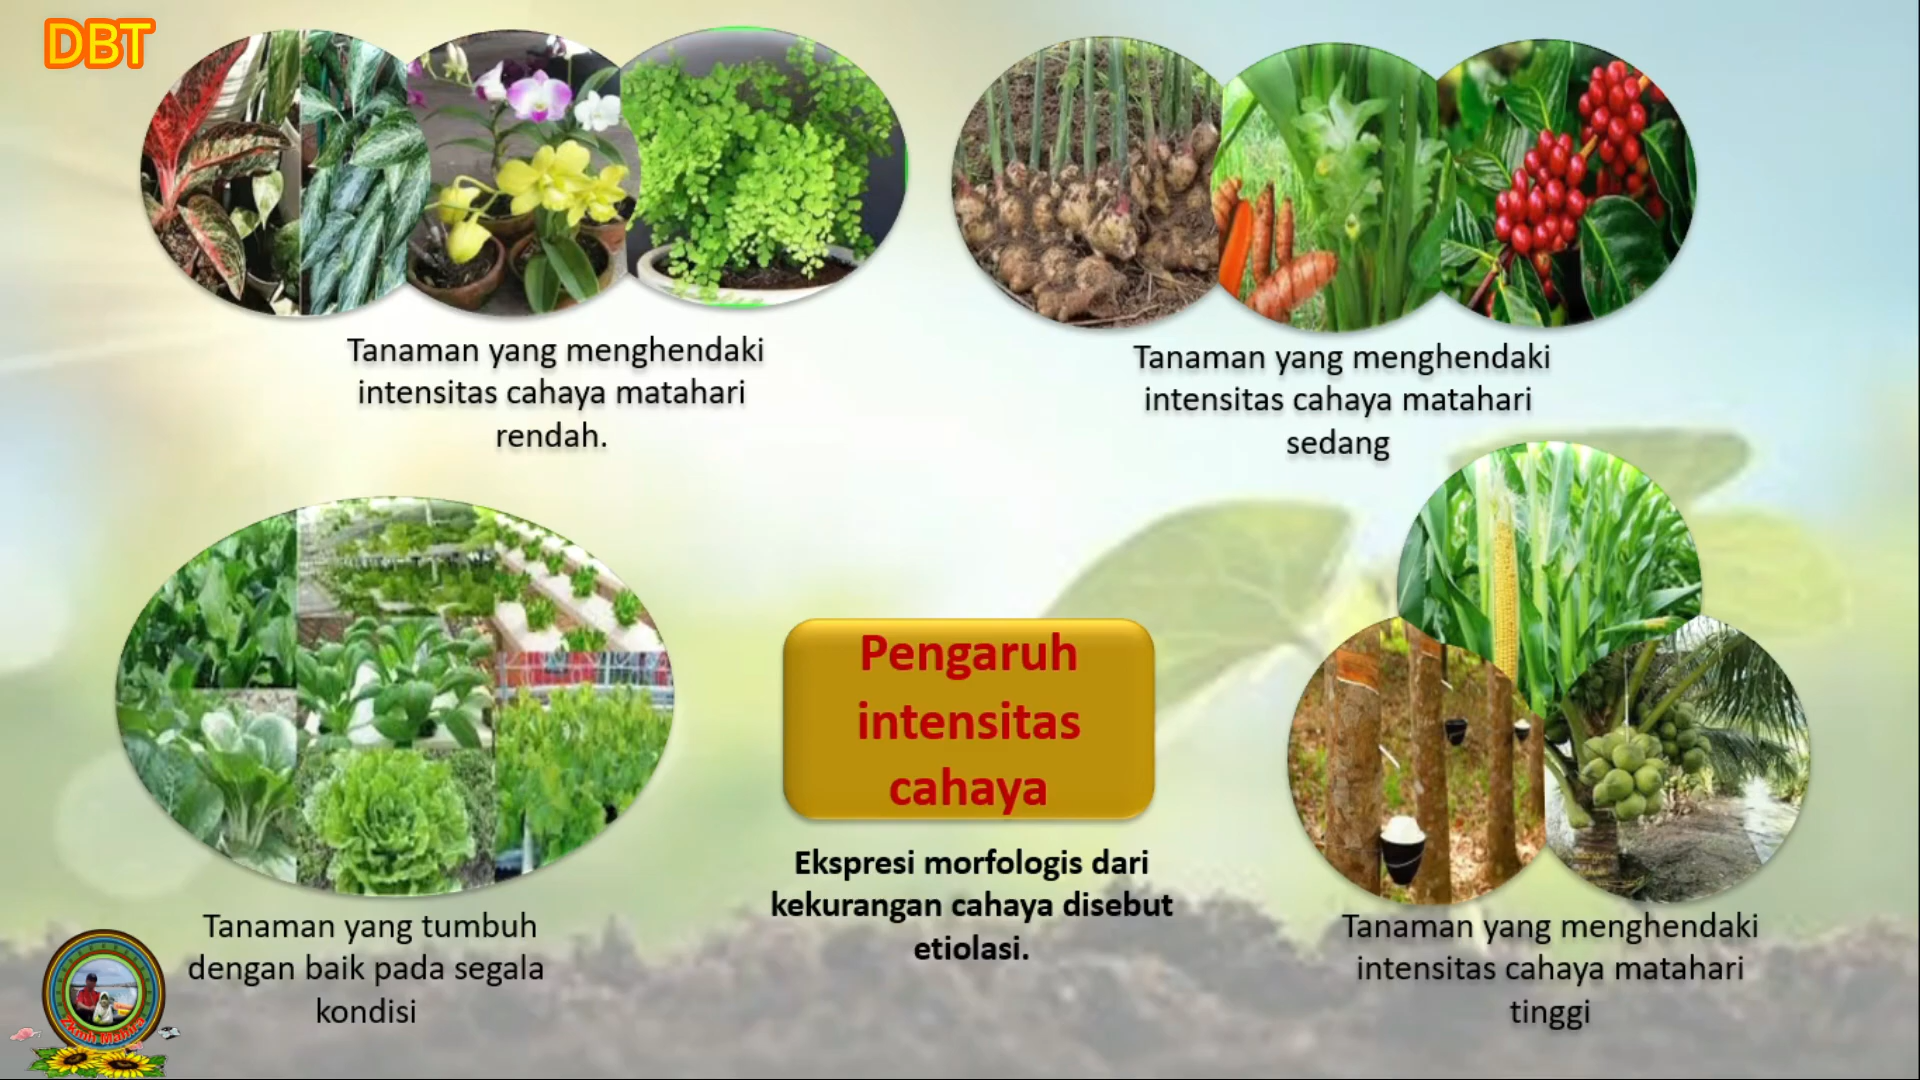 DBT
Tanaman yang menghendaki
intensitas cahaya matahari
rendah.
Tanaman yang menghendaki
intensitas cahaya matahari
sedang
Pengaruh
intensitas
cahaya
Ekspresi morfologis dari
kekurangan cahaya disebut
etiolasi.
Tanaman yang tumbuh
dengan baik pada segala
kondisi
Tanaman yang menghendaki
intensitas cahaya matahari
tinggi